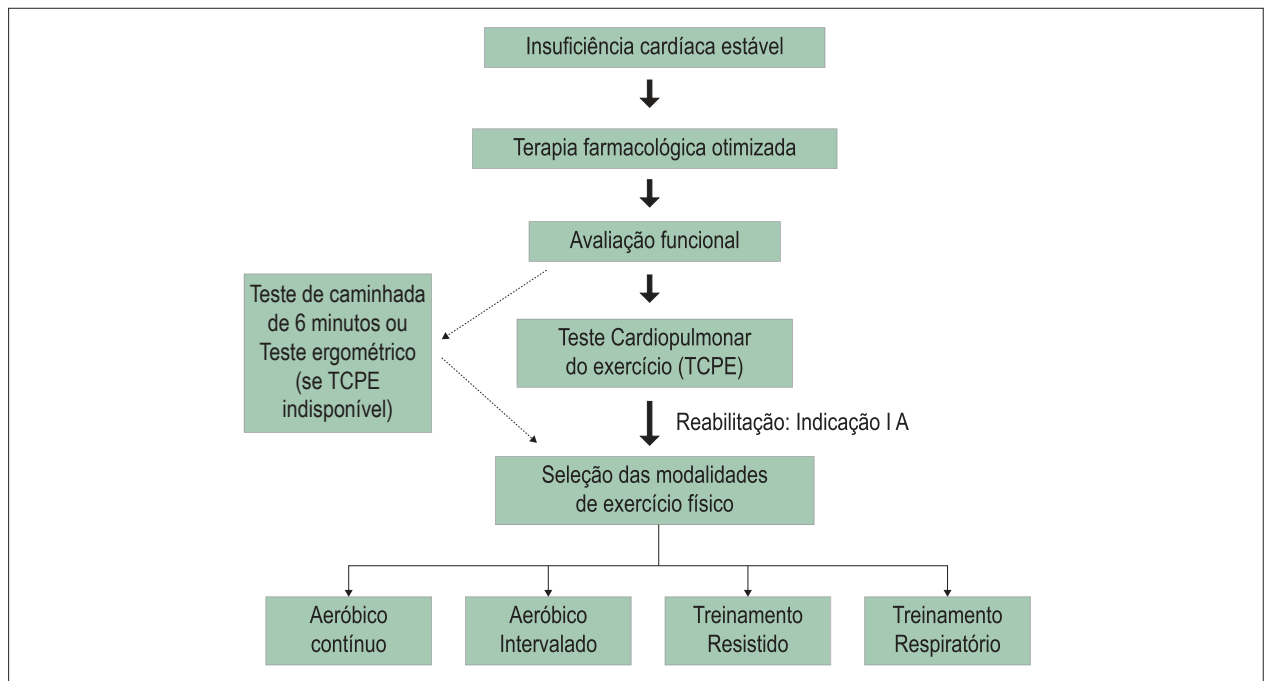 Insuficiência cardíaca estável
Terapia farmacológica otimizada
Avaliação funcional
Teste de caminhada
de 6 minutos ou
Teste ergométrico
(se TCPE
indisponível)
Teste Cardiopulmonar
do exercício (TCPE)
Reabilitação: Indicação I A
Seleção das modalidades
de exercício físico
Aeróbico
contínuo
Aeróbico
Intervalado
Treinamento
Resistido
Treinamento
Respiratório